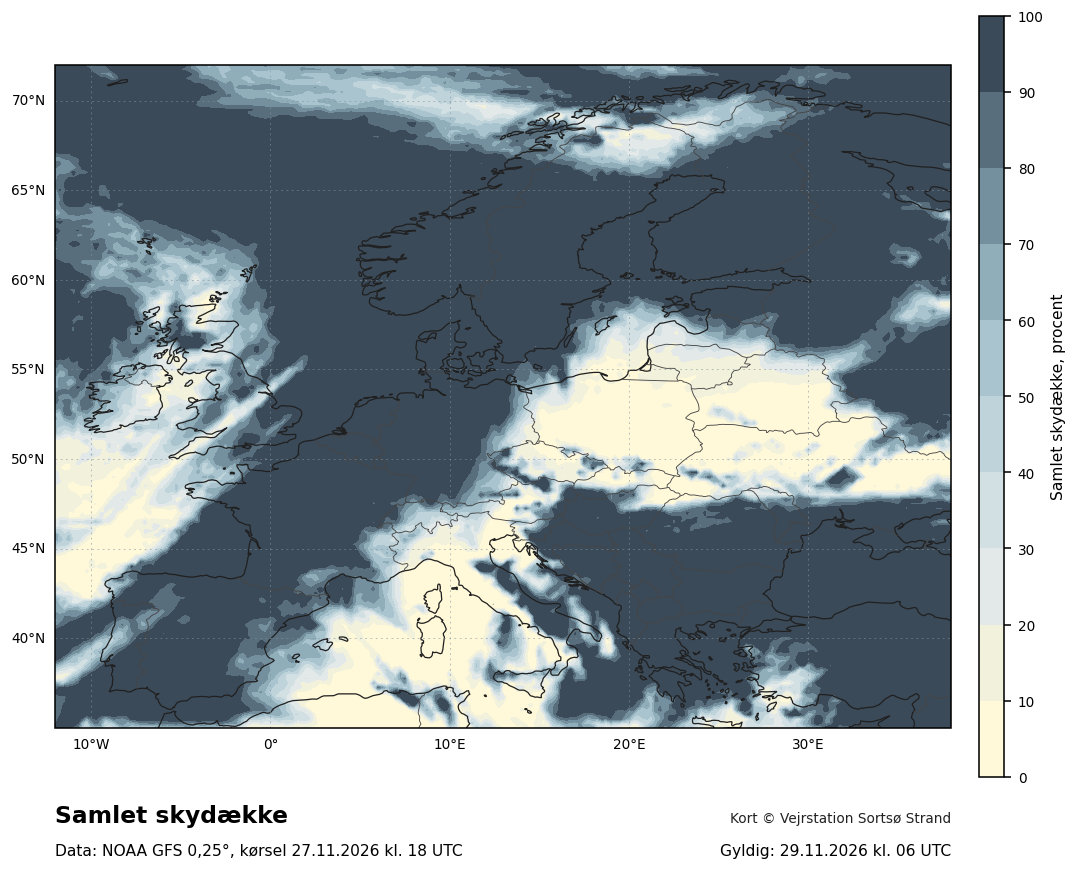 100
90
80
70
60
50
40
30
20
10
0
Samlet skydække, procent
70°N
65°N
60°N
55°N
50°N
45°N
40°N
10°W
0°
10°E
20°E
30°E
Samlet skydække
Kort © Vejrstation Sortsø Strand
Data: NOAA GFS 0,25°, kørsel 27.11.2026 kl. 18 UTC
Gyldig: 29.11.2026 kl. 06 UTC